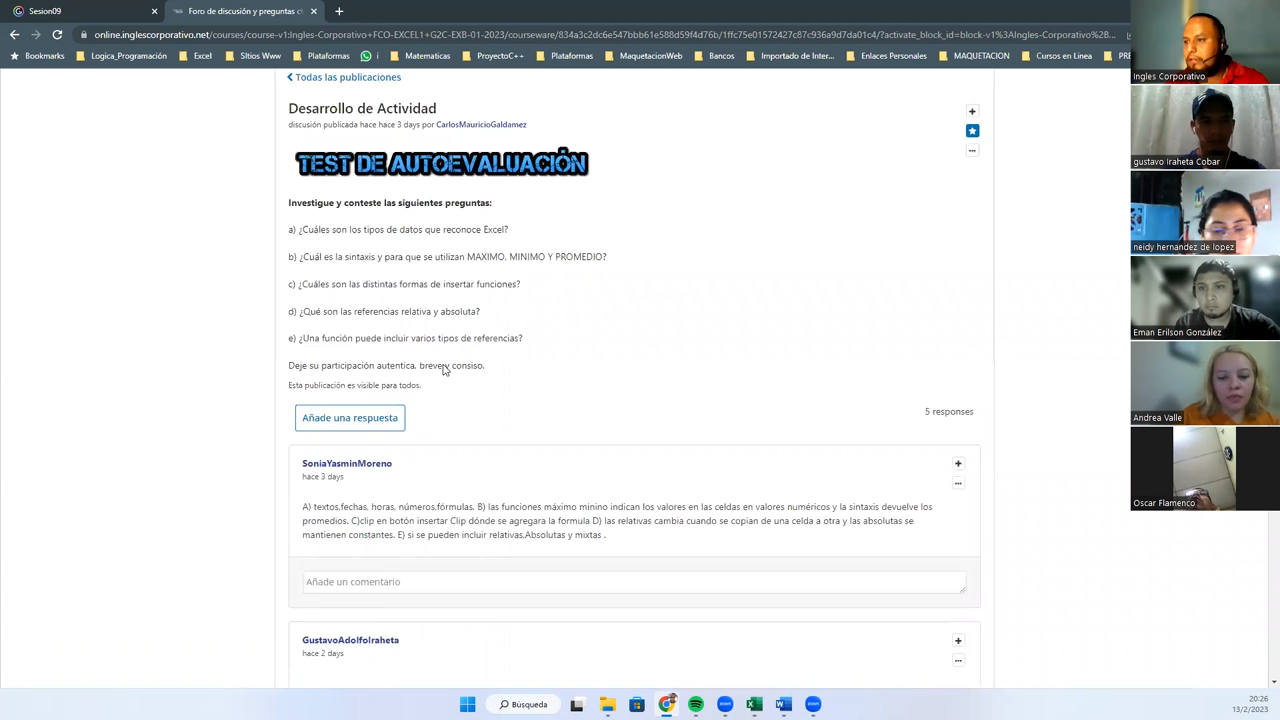 Sesion09
Foro de discusión y preguntas c
online.inglescorporativo.net/courses/course-v1:Ingles-Corporativo+FCO-EXCEL1+G2C-EXB-01-2023/courseware/834a3c2dc6e547bbb61e588d59f4d76b/1ffc75e01572427c87c936a9d7da01c4/?activate_block_id=block-v1%3AIngles-Corporativo%2B...
Bookmarks
Logica_Programación
Excel
Sitios Www
Plataformas
Matematicas
ProyectoC++
Plataformas
MaquetacionWeb
Bancos
Importado de Inter...
Enlaces Personales
MAQUETACION
Cursos en Linea
Todas las publicaciones
Desarrollo de Actividad
discusión publicada hace hace 3 days por CarlosMauricioGaldamez
TEST DE AUTOEVALUACIÓN
Investigue y conteste las siguientes preguntas:
a) ¿Cuáles son los tipos de datos que reconoce Excel?
b) ¿Cuál es la sintaxis y para que se utilizan MAXIMO, MINIMO Y PROMEDIO?
c) ¿Cuáles son las distintas formas de insertar funciones?
d) ¿Qué son las referencias relativa y absoluta?
e) ¿Una función puede incluir varios tipos de referencias?
Deje su participación autentica, breve y consiso.
Esta publicación es visible para todos.
Añade una respuesta
5 responses
SoniaYasminMoreno
hace 3 days
A) textos,fechas, horas, números,fórmulas. B) las funciones máximo minino indican los valores en las celdas en valores numéricos y la sintaxis devuelve los
promedios. C)clip en botón insertar Clip dónde se agregara la formula D) las relativas cambia cuando se copian de una celda a otra y las absolutas se
mantienen constantes. E) si se pueden incluir relativas.Absolutas y mixtas .
Añade un comentario
GustavoAdolfoIraheta
hace 2 days
Ingles Corporativo
gustavo Iraheta Cobar
neidy hernandez de lopez
Eman Erilson González
Andrea Valle
Oscar Flamenco
Búsqueda
zoom
zoom
20:26
13/2/2023